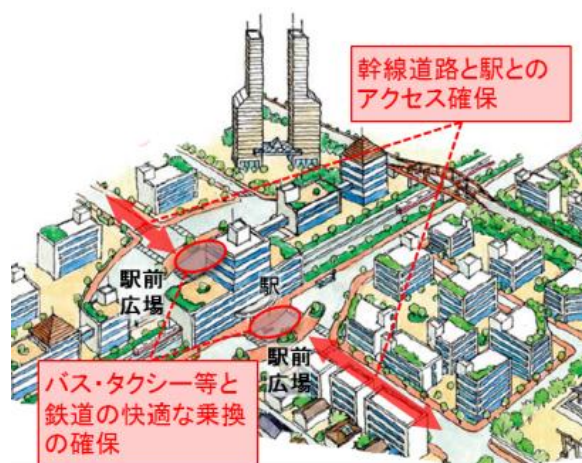 幹線道路と駅との
アクセス確保
駅前
広場
駅
駅前
広場
バス・タクシー等と
鉄道の快適な乗換
の確保